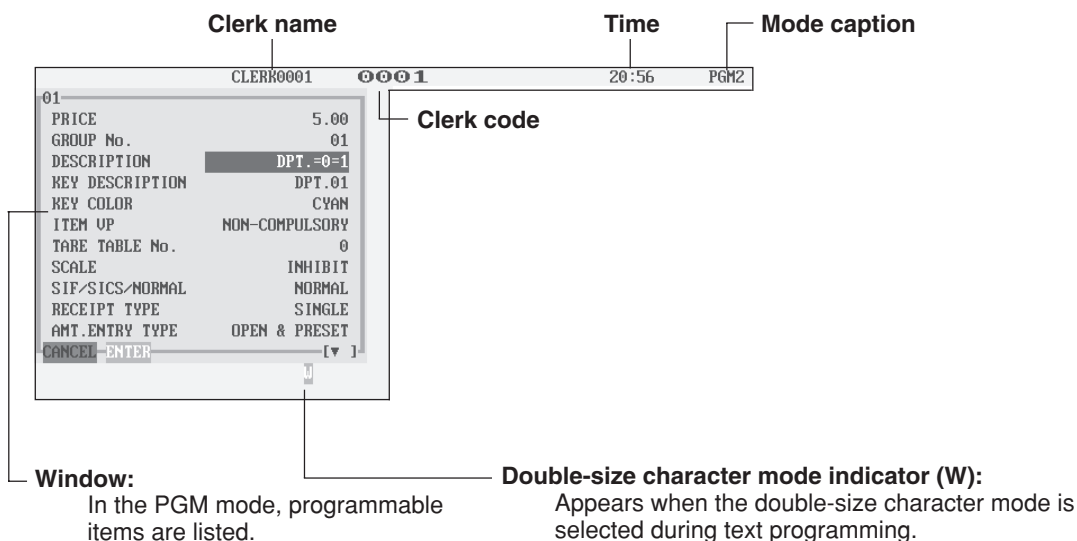 Clerk name Time Mode caption
CLERK0001 0001 20:56 PGM2
Clerk code
01
PRICE 5.00
GROUP No. 01
DESCRIPTION DPT.=0=1
KEY DESCRIPTION DPT.01
KEY COLOR CYAN
ITEM VP NON-COMPULSORY
TARE TABLE No. 0
SCALE INHIBIT
SIF/SICS/NORMAL NORMAL
RECEIPT TYPE SINGLE
AMT.ENTRY TYPE OPEN & PRESET
CANCEL ENTER [▼ ]
W
Window:
In the PGM mode, programmable
items are listed.
Double-size character mode indicator (W):
Appears when the double-size character mode is
selected during text programming.